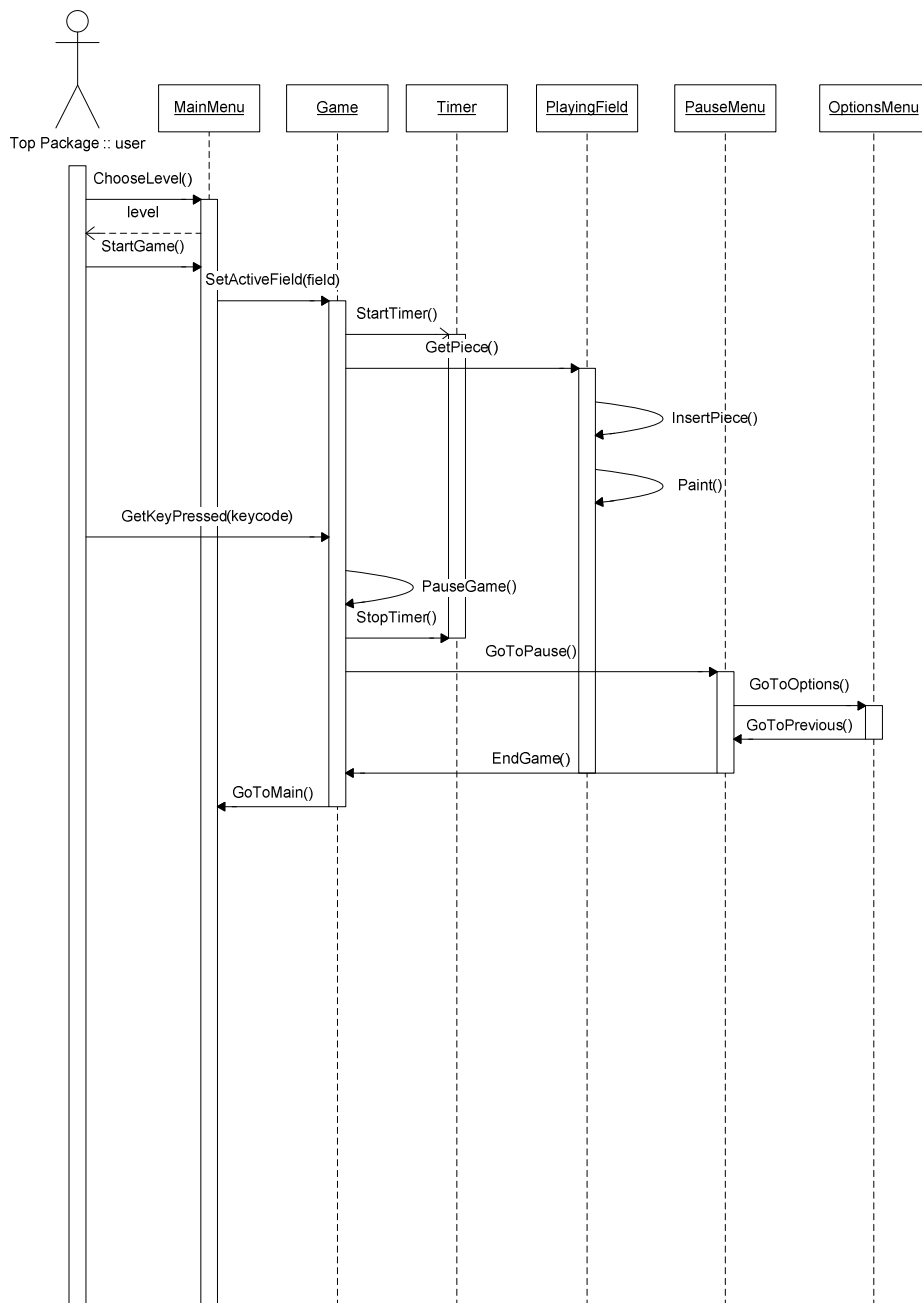 MainMenu
Game
Timer
PlayingField
PauseMenu
OptionsMenu
Top Package :: user
ChooseLevel()
level
StartGame()
SetActiveField(field)
StartTimer()
GetPiece()
InsertPiece()
Paint()
GetKeyPressed(keycode)
PauseGame()
StopTimer()
GoToPause()
GoToOptions()
GoToPrevious()
EndGame()
GoToMain()